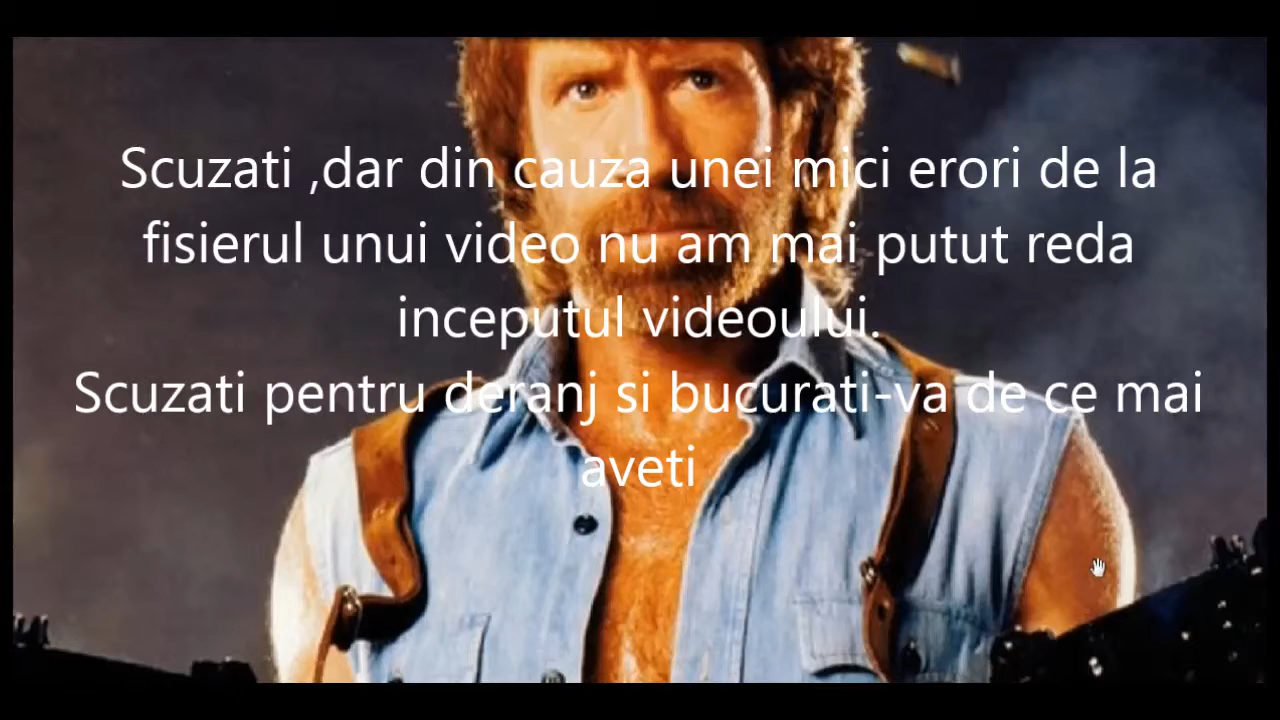 Scuzati ,dar din cauza unei mici erori de la
fisierul unui video nu am mai putut reda
inceputul videoului.
Scuzati pentru deranj si bucurati-va de ce mai
aveti